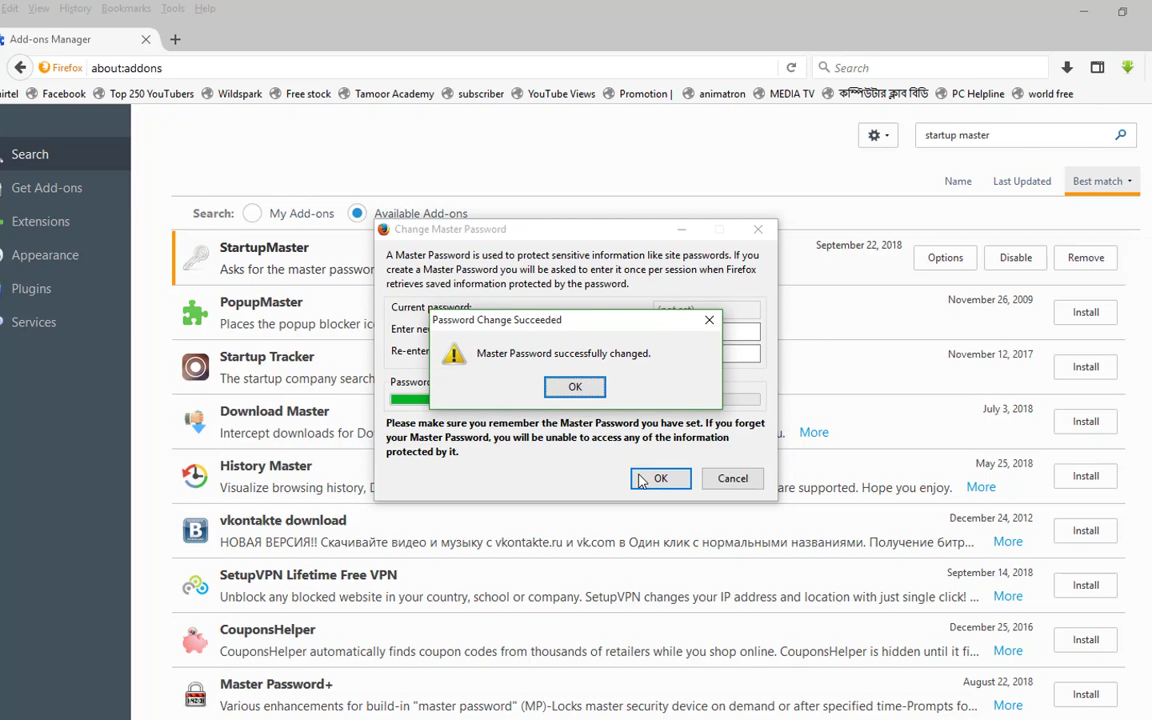 Edit View History Bookmarks Tools Help
Add-ons Manager
Firefox about:addons Search
irtel Facebook Top 250 YouTubers Wildspark Free stock Tamoor Academy subscriber YouTube Views Promotion | animatron MEDIA TV কম্পিউটার ক্লাব বিডি PC Helpline world free
startup master
Search
Get Add-ons
Extensions
Appearance
Plugins
Services
Name Last Updated Best match
Search: My Add-ons Available Add-ons
StartupMaster September 22, 2018
Asks for the master passwor
Options Disable Remove
PopupMaster November 26, 2009
Places the popup blocker ic
Install
Startup Tracker November 12, 2017
The startup company search
Install
Download Master July 3, 2018
Intercept downloads for Do u. More
Install
History Master May 25, 2018
Visualize browsing history, D are supported. Hope you enjoy. More
Install
vkontakte download December 24, 2012
НОВАЯ ВЕРСИЯ!! Скачивайте видео и музыку с vkontakte.ru и vk.com в Один клик с нормальными названиями. Получение битр... More
Install
SetupVPN Lifetime Free VPN September 14, 2018
Unblock any blocked website in your country, school or company. SetupVPN changes your IP address and location with just single click! ... More
Install
CouponsHelper December 25, 2016
CouponsHelper automatically finds coupon codes from thousands of retailers while you shop online. CouponsHelper is hidden until it fi... More
Install
Master Password+ August 22, 2018
Various enhancements for build-in "master password" (MP)-Locks master security device on demand or after specified time-Prompts fo... More
Install
Change Master Password
A Master Password is used to protect sensitive information like site passwords. If you
create a Master Password you will be asked to enter it once per session when Firefox
retrieves saved information protected by the password.
Current password: (not set)
Enter ne
Re-enter
Password
Please make sure you remember the Master Password you have set. If you forget
your Master Password, you will be unable to access any of the information
protected by it.
OK Cancel
Password Change Succeeded
Master Password successfully changed.
OK